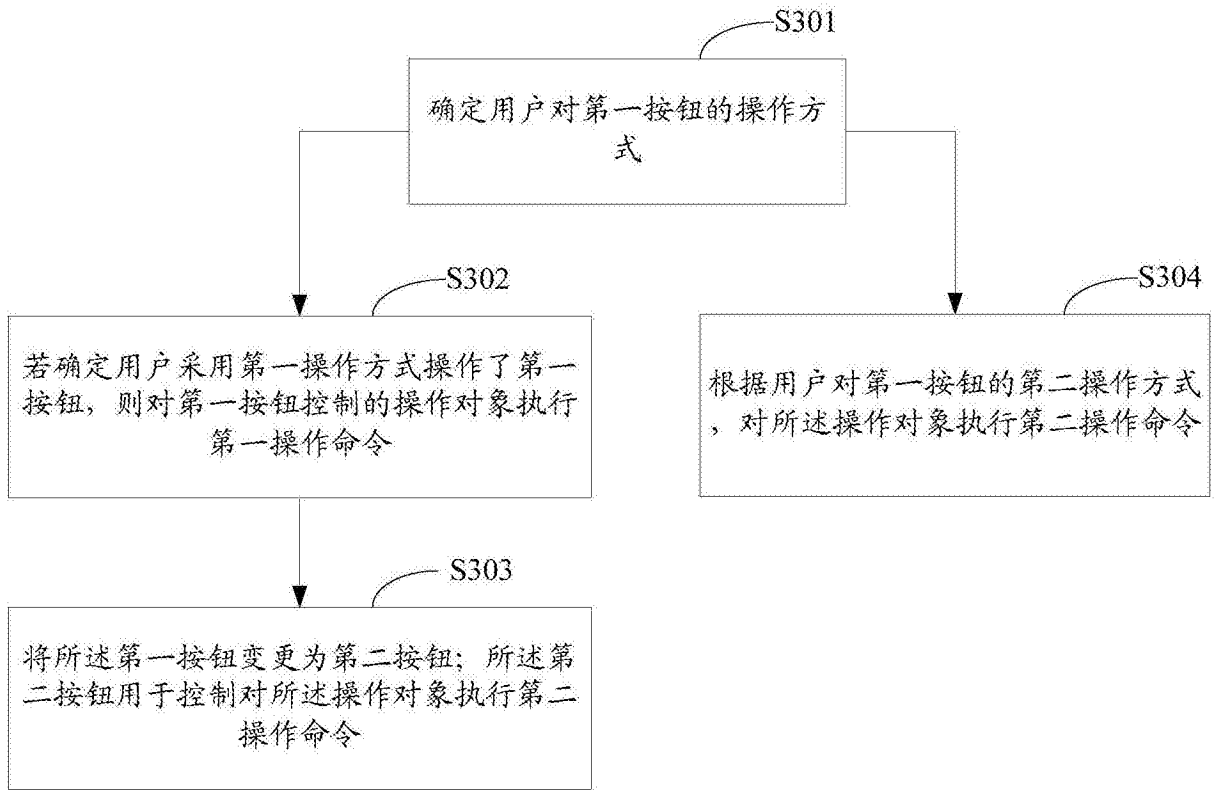 S301
确定用户对第一按钮的操作方
式
S302
若确定用户采用第一操作方式操作了第一
按钮，则对第一按钮控制的操作对象执行
第一操作命令
S304
根据用户对第一按钮的第二操作方式
，对所述操作对象执行第二操作命令
S303
将所述第一按钮变更为第二按钮；所述第
二按钮用于控制对所述操作对象执行第二
操作命令